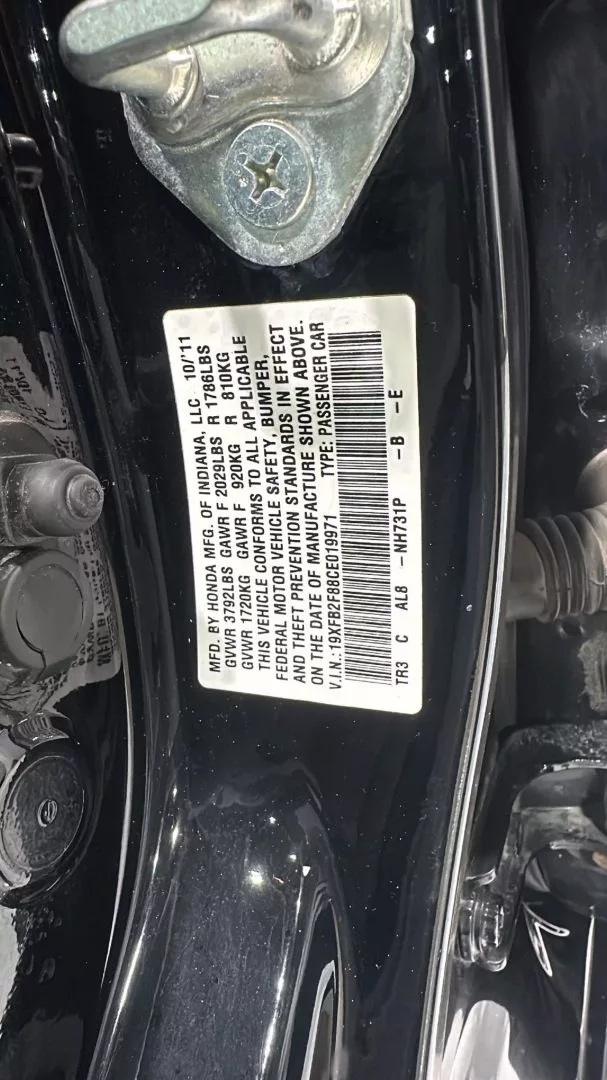 MFD. BY HONDA MFG. OF INDIANA, LLC 10/'11
GVWR 3792LBS GAWR F 2029LBS R 1786LBS
GVWR 1720KG GAWR F 920KG R 810KG
THIS VEHICLE CONFORMS TO ALL APPLICABLE
FEDERAL MOTOR VEHICLE SAFETY, BUMPER,
AND THEFT PREVENTION STANDARDS IN EFFECT
ON THE DATE OF MANUFACTURE SHOWN ABOVE.
V.I.N.:19XFB2F88CE019971 TYPE: PASSENGER CAR
TR3 C AL8 -NH731P -B -E